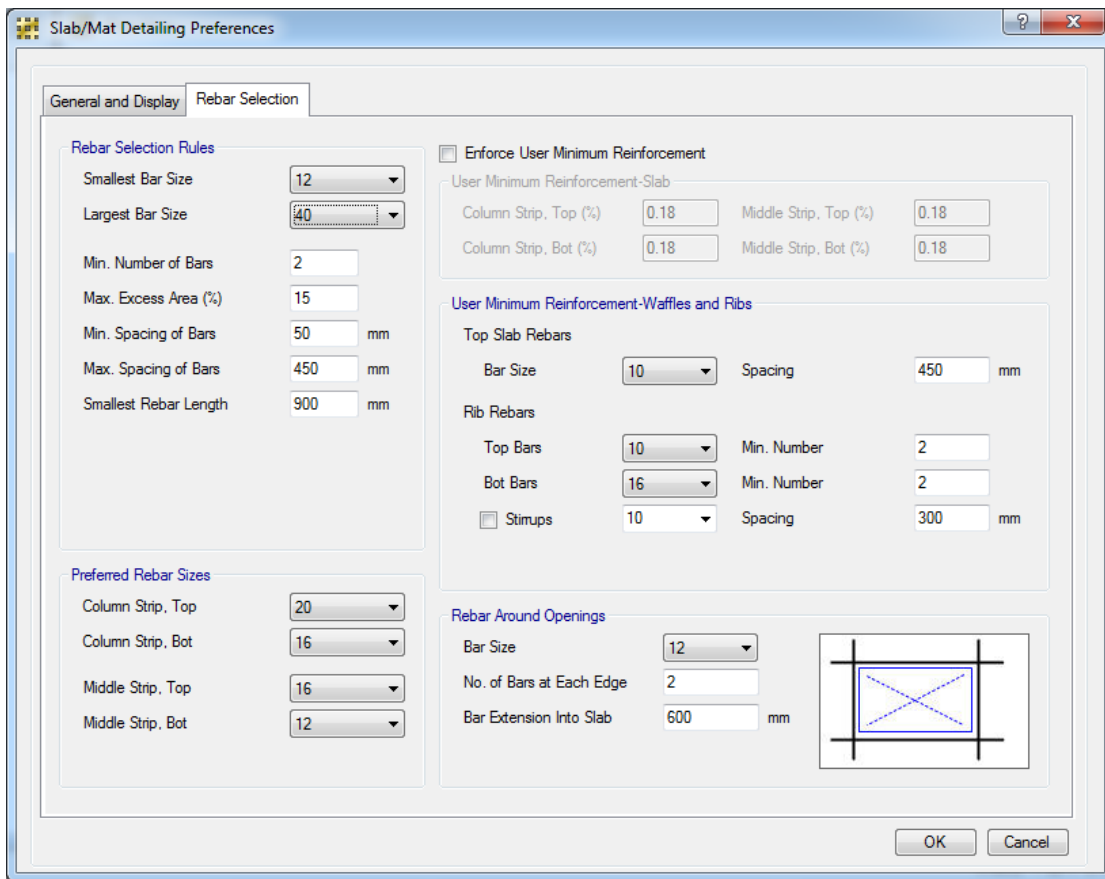 Slab/Mat Detailing Preferences
General and Display Rebar Selection
Rebar Selection Rules
Smallest Bar Size 12
Largest Bar Size 40
Min. Number of Bars 2
Max. Excess Area (%) 15
Min. Spacing of Bars 50 mm
Max. Spacing of Bars 450 mm
Smallest Rebar Length 900 mm
Preferred Rebar Sizes
Column Strip, Top 20
Column Strip, Bot 16
Middle Strip, Top 16
Middle Strip, Bot 12
Enforce User Minimum Reinforcement
User Minimum Reinforcement-Slab
Column Strip, Top (%) 0.18 Middle Strip, Top (%) 0.18
Column Strip, Bot (%) 0.18 Middle Strip, Bot (%) 0.18
User Minimum Reinforcement-Waffles and Ribs
Top Slab Rebars
Bar Size 10 Spacing 450 mm
Rib Rebars
Top Bars 10 Min. Number 2
Bot Bars 16 Min. Number 2
Stirrups 10 Spacing 300 mm
Rebar Around Openings
Bar Size 12
No. of Bars at Each Edge 2
Bar Extension Into Slab 600 mm
OK Cancel